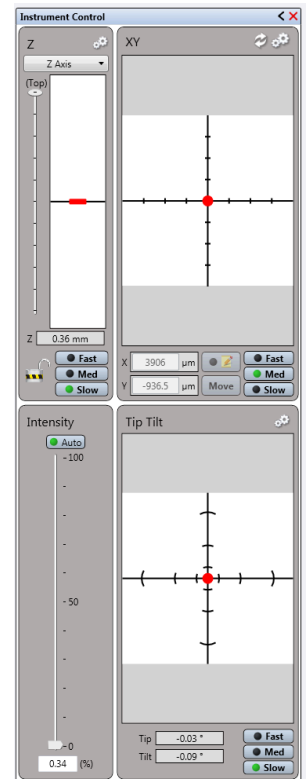 Instrument Control
Z
Z Axis
(Top)
Z 0.36 mm
Fast
Med
Slow
XY
X 3906 µm
Y -936.5 µm
Move
Fast
Med
Slow
Intensity
Auto
100
50
0
0.34 (%)
Tip Tilt
Tip -0.03 °
Tilt -0.09 °
Fast
Med
Slow